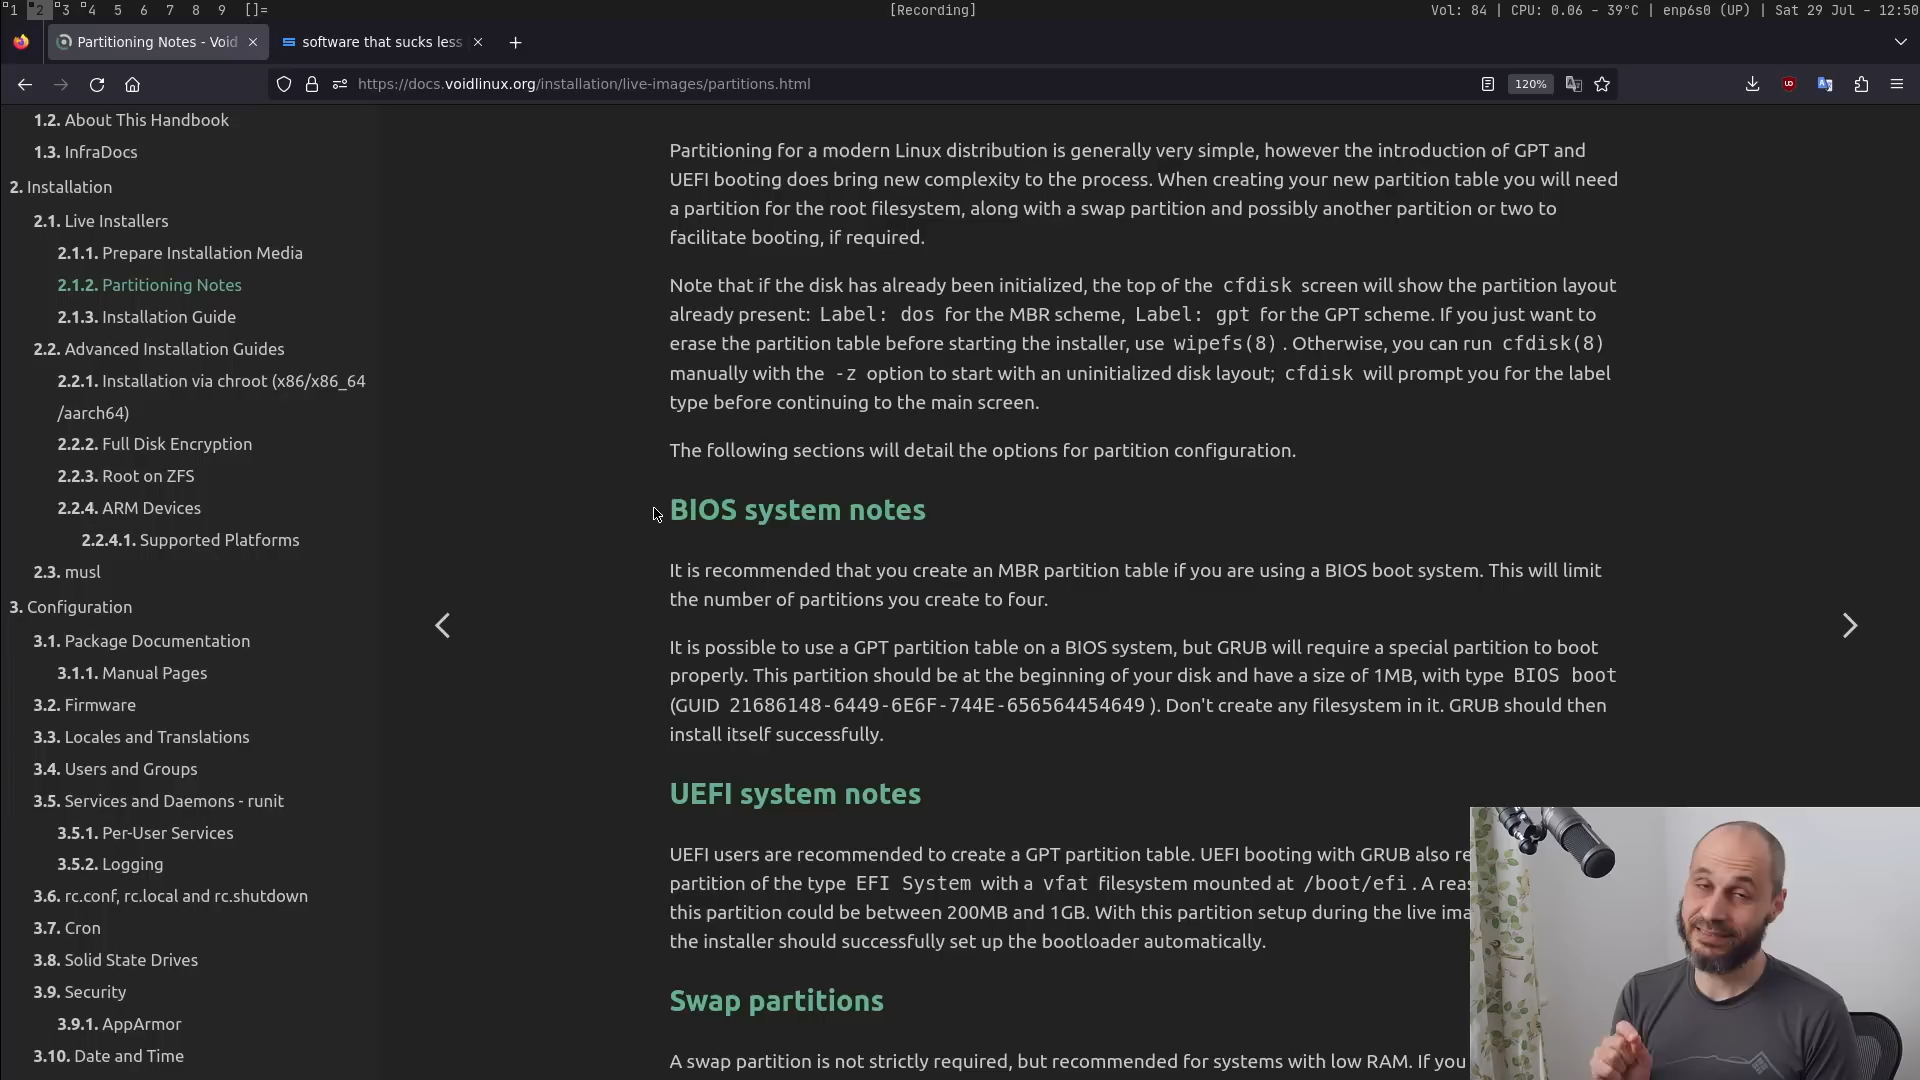 1 2 3 4 5 6 7 8 9 []= [Recording] Vol: 84 | CPU: 0.06 - 39°C | enp6s0 (UP) | Sat 29 Jul - 12:50
Partitioning Notes - Void software that sucks less
https://docs.voidlinux.org/installation/live-images/partitions.html 120%
1.2. About This Handbook
1.3. InfraDocs
2. Installation
2.1. Live Installers
2.1.1. Prepare Installation Media
2.1.2. Partitioning Notes
2.1.3. Installation Guide
2.2. Advanced Installation Guides
2.2.1. Installation via chroot (x86/x86_64
/aarch64)
2.2.2. Full Disk Encryption
2.2.3. Root on ZFS
2.2.4. ARM Devices
2.2.4.1. Supported Platforms
2.3. musl
3. Configuration
3.1. Package Documentation
3.1.1. Manual Pages
3.2. Firmware
3.3. Locales and Translations
3.4. Users and Groups
3.5. Services and Daemons - runit
3.5.1. Per-User Services
3.5.2. Logging
3.6. rc.conf, rc.local and rc.shutdown
3.7. Cron
3.8. Solid State Drives
3.9. Security
3.9.1. AppArmor
3.10. Date and Time
Partitioning for a modern Linux distribution is generally very simple, however the introduction of GPT and
UEFI booting does bring new complexity to the process. When creating your new partition table you will need
a partition for the root filesystem, along with a swap partition and possibly another partition or two to
facilitate booting, if required.
Note that if the disk has already been initialized, the top of the cfdisk screen will show the partition layout
already present: Label: dos for the MBR scheme, Label: gpt for the GPT scheme. If you just want to
erase the partition table before starting the installer, use wipefs(8). Otherwise, you can run cfdisk(8)
manually with the -z option to start with an uninitialized disk layout; cfdisk will prompt you for the label
type before continuing to the main screen.
The following sections will detail the options for partition configuration.
BIOS system notes
It is recommended that you create an MBR partition table if you are using a BIOS boot system. This will limit
the number of partitions you create to four.
It is possible to use a GPT partition table on a BIOS system, but GRUB will require a special partition to boot
properly. This partition should be at the beginning of your disk and have a size of 1MB, with type BIOS boot
(GUID 21686148-6449-6E6F-744E-656564454649). Don't create any filesystem in it. GRUB should then
install itself successfully.
UEFI system notes
UEFI users are recommended to create a GPT partition table. UEFI booting with GRUB also re
partition of the type EFI System with a vfat filesystem mounted at /boot/efi. A reas
this partition could be between 200MB and 1GB. With this partition setup during the live ima
the installer should successfully set up the bootloader automatically.
Swap partitions
A swap partition is not strictly required, but recommended for systems with low RAM. If you